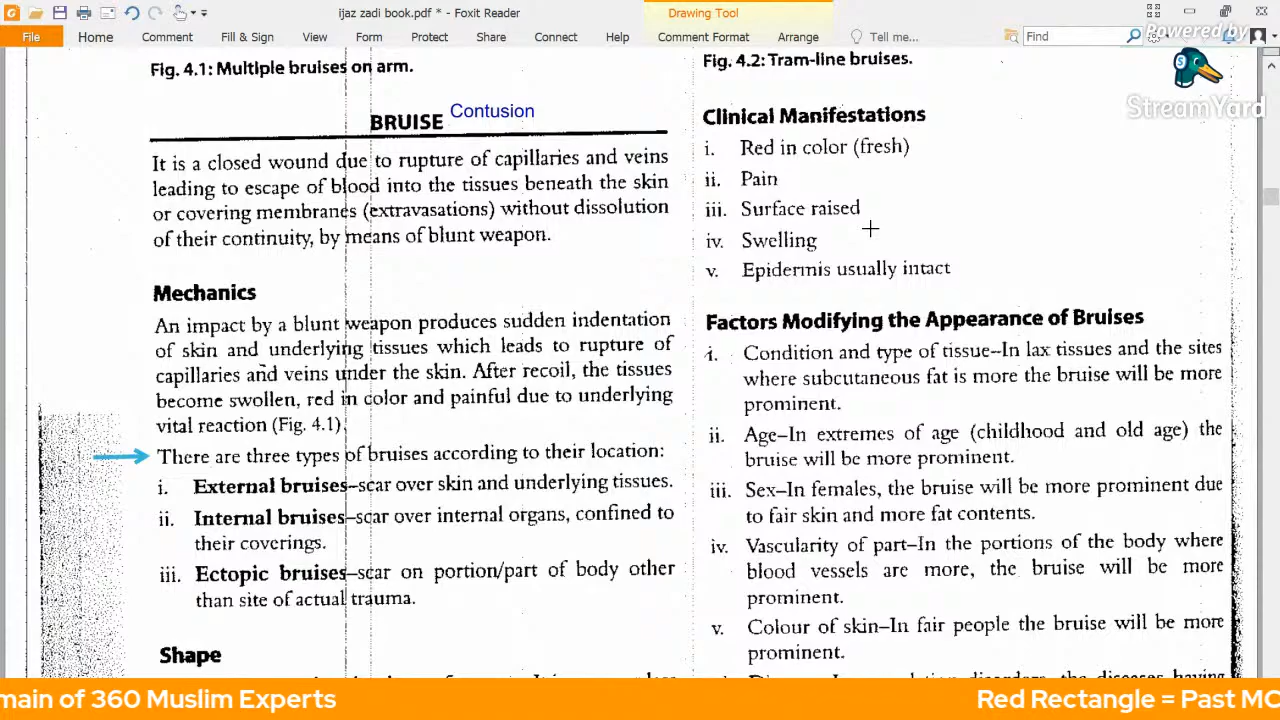 ijaz zadi book.pdf * - Foxit Reader
Drawing Tool
File Home Comment Fill & Sign View Form Protect Share Connect Help Comment Format Arrange Tell me... Find
Powered by
StreamYard
Fig. 4.1: Multiple bruises on arm.
BRUISE Contusion
It is a closed wound due to rupture of capillaries and veins
leading to escape of blood into the tissues beneath the skin
or covering membranes (extravasations) without dissolution
of their continuity, by means of blunt weapon.
Mechanics
An impact by a blunt weapon produces sudden indentation
of skin and underlying tissues which leads to rupture of
capillaries and veins under the skin. After recoil, the tissues
become swollen, red in color and painful due to underlying
vital reaction (Fig. 4.1).
There are three types of bruises according to their location:
i. External bruises–scar over skin and underlying tissues.
ii. Internal bruises–scar over internal organs, confined to
their coverings.
iii. Ectopic bruises–scar on portion/part of body other
than site of actual trauma.
Shape
Fig. 4.2: Tram-line bruises.
Clinical Manifestations
i. Red in color (fresh)
ii. Pain
iii. Surface raised
iv. Swelling
v. Epidermis usually intact
Factors Modifying the Appearance of Bruises
i. Condition and type of tissue–In lax tissues and the sites
where subcutaneous fat is more the bruise will be more
prominent.
ii. Age–In extremes of age (childhood and old age) the
bruise will be more prominent.
iii. Sex–In females, the bruise will be more prominent due
to fair skin and more fat contents.
iv. Vascularity of part–In the portions of the body where
blood vessels are more, the bruise will be more
prominent.
v. Colour of skin–In fair people the bruise will be more
prominent.
main of 360 Muslim Experts
Red Rectangle = Past MC